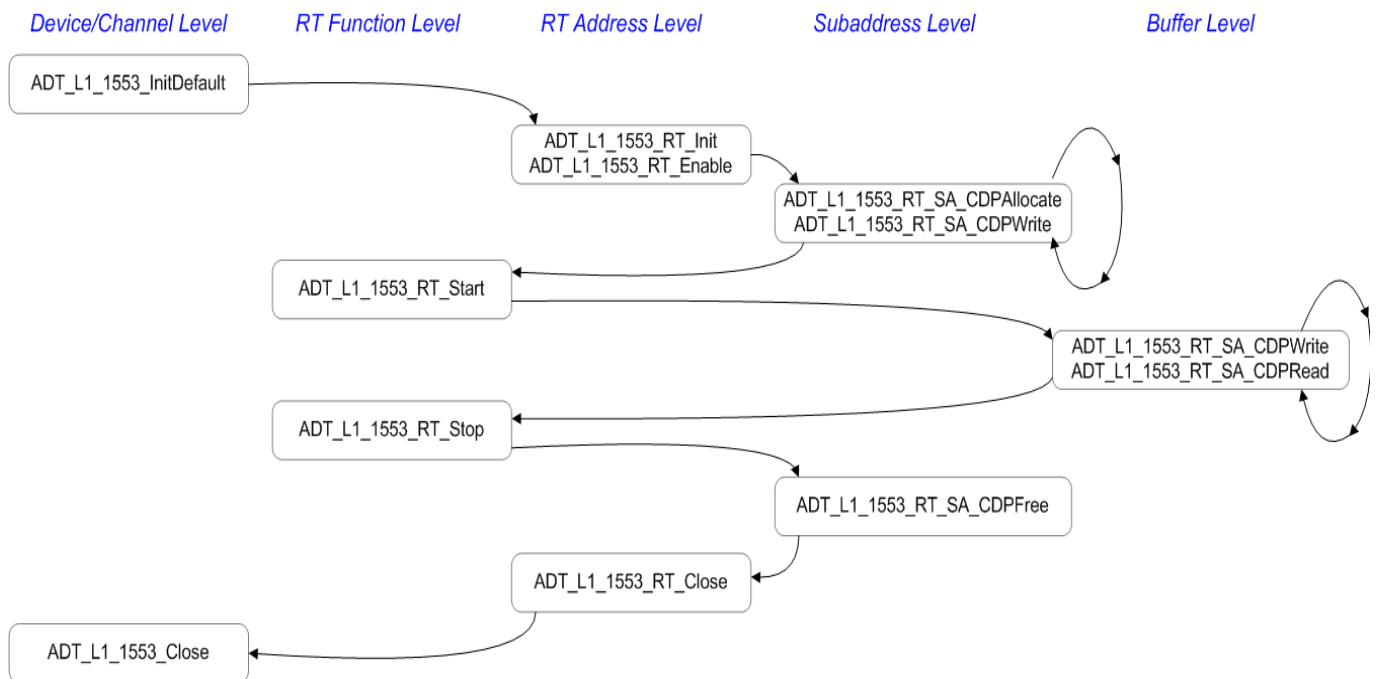 Device/Channel Level
RT Function Level
RT Address Level
Subaddress Level
Buffer Level
ADT_L1_1553_InitDefault
ADT_L1_1553_RT_Init
ADT_L1_1553_RT_Enable
ADT_L1_1553_RT_SA_CDPAllocate
ADT_L1_1553_RT_SA_CDPWrite
ADT_L1_1553_RT_Start
ADT_L1_1553_RT_SA_CDPWrite
ADT_L1_1553_RT_SA_CDPRead
ADT_L1_1553_RT_Stop
ADT_L1_1553_RT_SA_CDPFree
ADT_L1_1553_RT_Close
ADT_L1_1553_Close